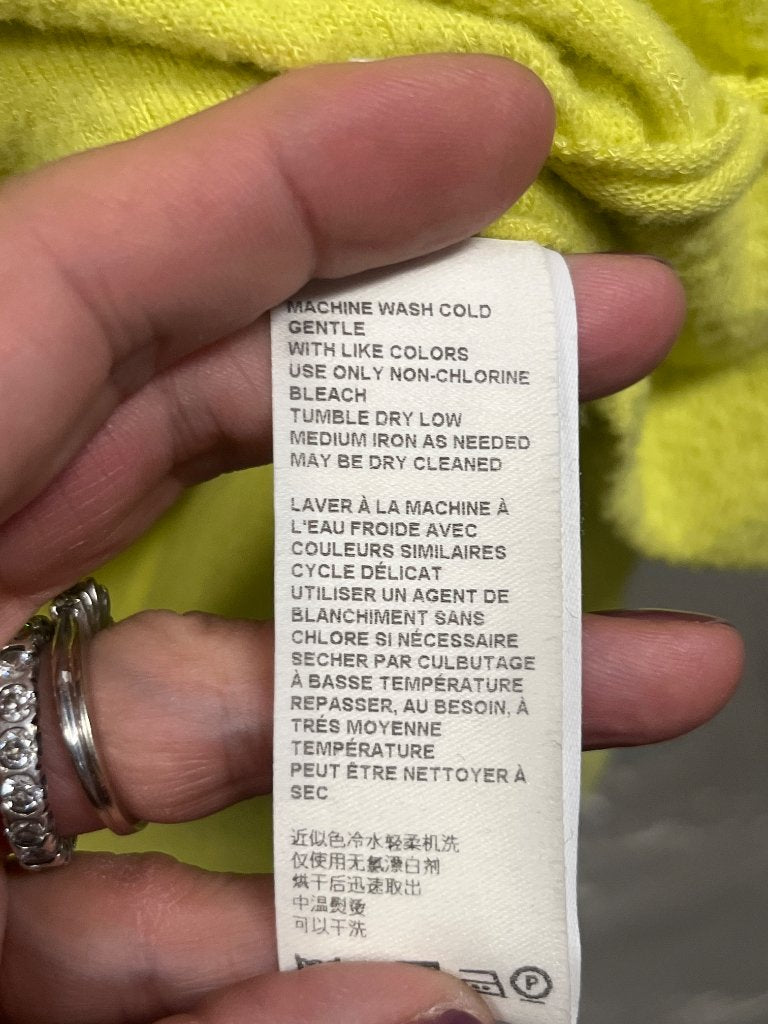 MACHINE WASH COLD
GENTLE
WITH LIKE COLORS
USE ONLY NON-CHLORINE
BLEACH
TUMBLE DRY LOW
MEDIUM IRON AS NEEDED
MAY BE DRY CLEANED
LAVER À LA MACHINE À
L'EAU FROIDE AVEC
COULEURS SIMILAIRES
CYCLE DÉLICAT
UTILISER UN AGENT DE
BLANCHIMENT SANS
CHLORE SI NÉCESSAIRE
SECHER PAR CULBUTAGE
À BASSE TEMPÉRATURE
REPASSER, AU BESOIN, À
TRÉS MOYENNE
TEMPÉRATURE
PEUT ÊTRE NETTOYER À
SEC
近似色冷水轻柔机洗
仅使用无氯漂白剂
烘干后迅速取出
中温熨烫
可以干洗
P